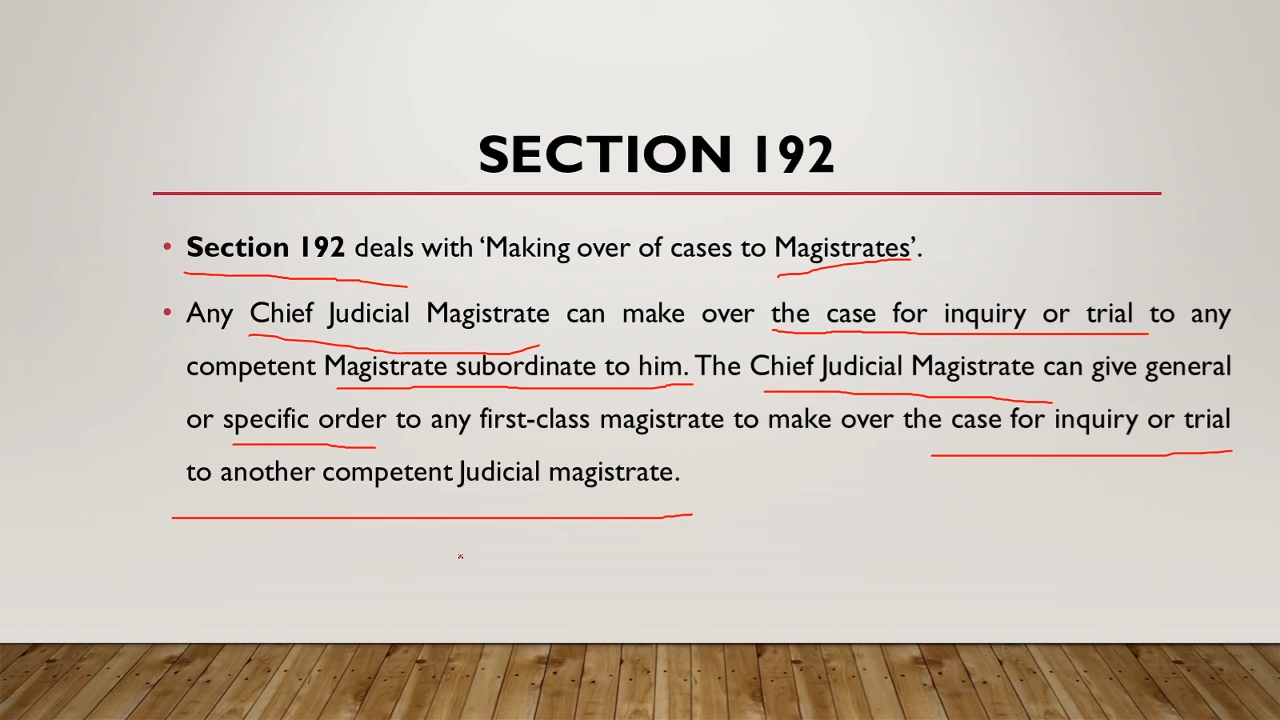 SECTION 192
• Section 192 deals with ‘Making over of cases to Magistrates’.
• Any Chief Judicial Magistrate can make over the case for inquiry or trial to any
competent Magistrate subordinate to him. The Chief Judicial Magistrate can give general
or specific order to any first-class magistrate to make over the case for inquiry or trial
to another competent Judicial magistrate.